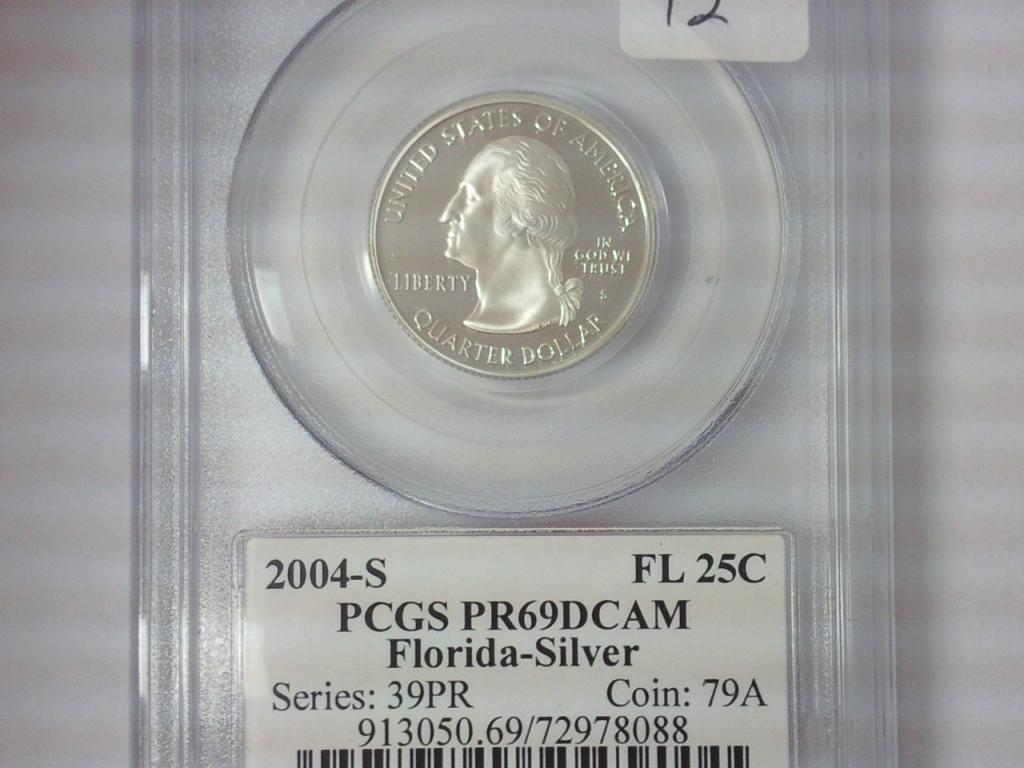 12
UNITED STATES OF AMERICA
IN
GOD WE
TRUST
LIBERTY
S
QUARTER DOLLAR
2004-S FL 25C
PCGS PR69DCAM
Florida-Silver
Series: 39PR Coin: 79A
913050.69/72978088